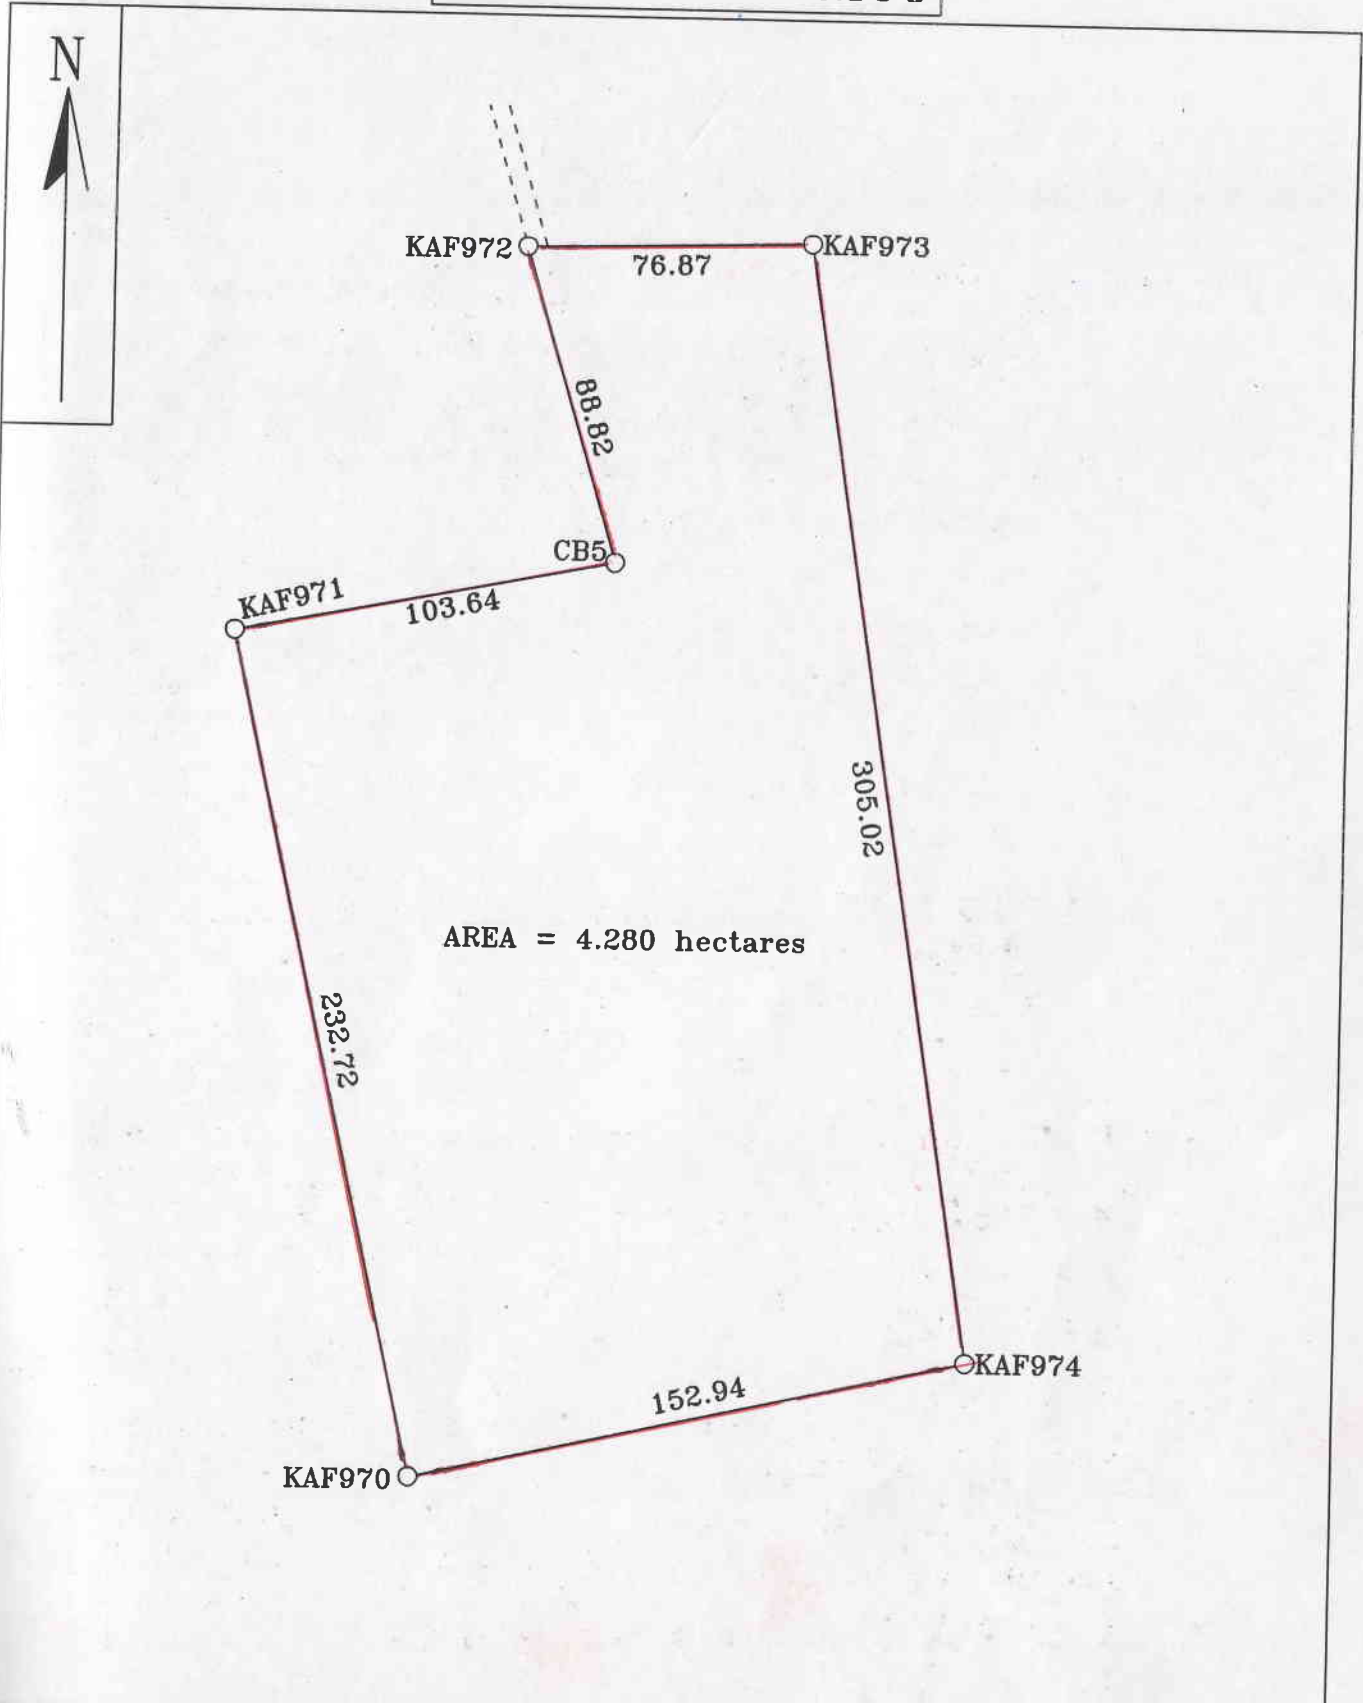 N
KAF972
KAF973
76.87
88.82
CB5
KAF971
103.64
305.02
AREA = 4.280 hectares
232.72
KAF974
152.94
KAF970